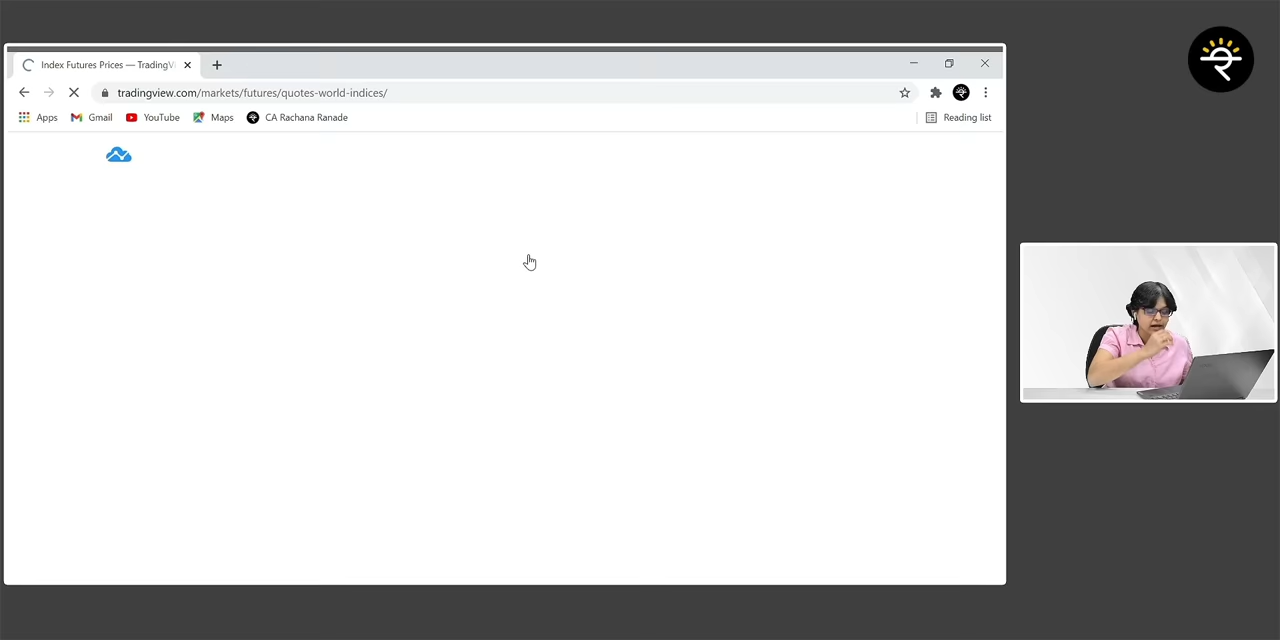 Index Futures Prices — TradingVi
tradingview.com/markets/futures/quotes-world-indices/
Apps Gmail YouTube Maps CA Rachana Ranade Reading list